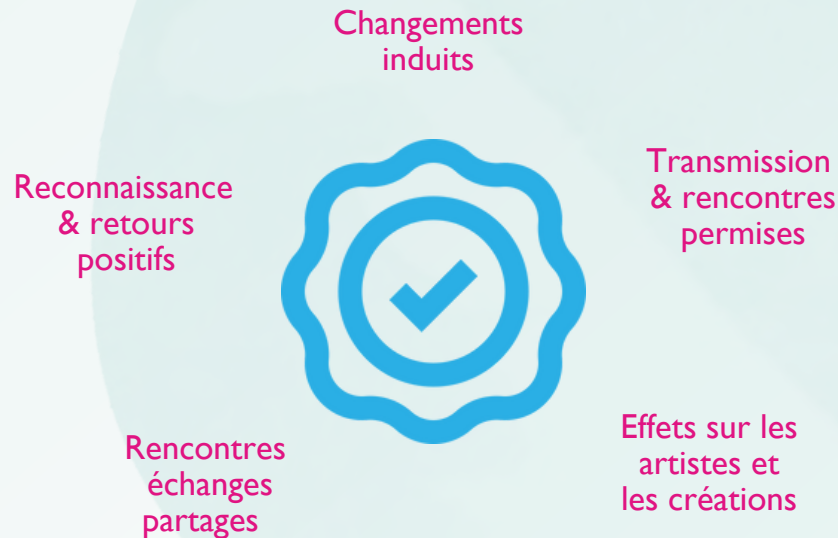 Changements
induits
Transmission
& rencontres
permises
Reconnaissance
& retours
positifs
Effets sur les
artistes et
les créations
Rencontres
échanges
partages